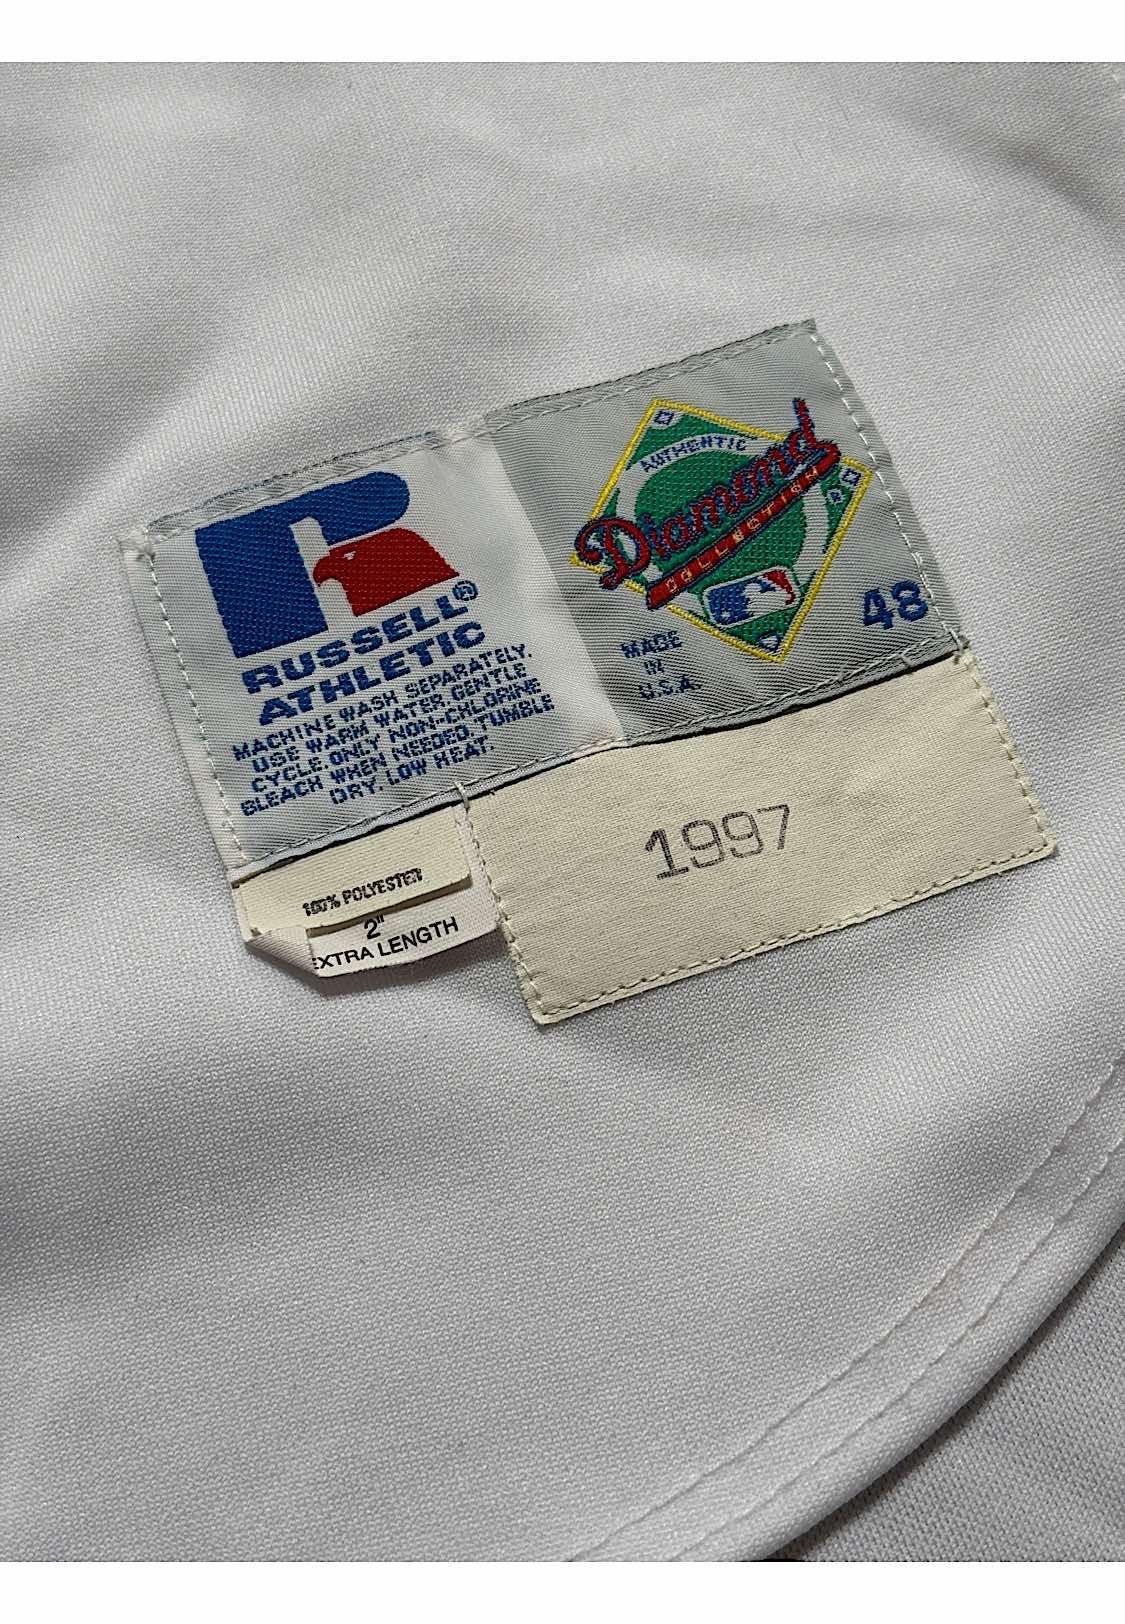 RUSSELL®
ATHLETIC
MACHINE WASH SEPARATELY.
USE WARM WATER, GENTLE
CYCLE. ONLY NON-CHLORINE
BLEACH WHEN NEEDED. TUMBLE
DRY. LOW HEAT.
AUTHENTIC
Diamond
COLLECTION
MADE
IN
U.S.A.
48
100% POLYESTER
2"
EXTRA LENGTH
1997